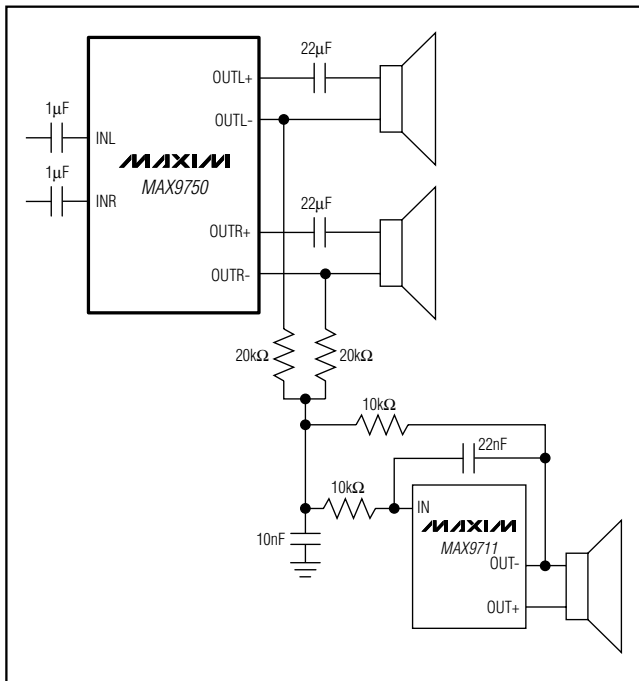 22µF
OUTL+
1µF
OUTL-
INL
MAXIM
1µF
MAX9750
INR
22µF
OUTR+
OUTR-
20kΩ
20kΩ
10kΩ
22nF
10kΩ
IN
MAXIM
10nF
MAX9711
OUT-
OUT+